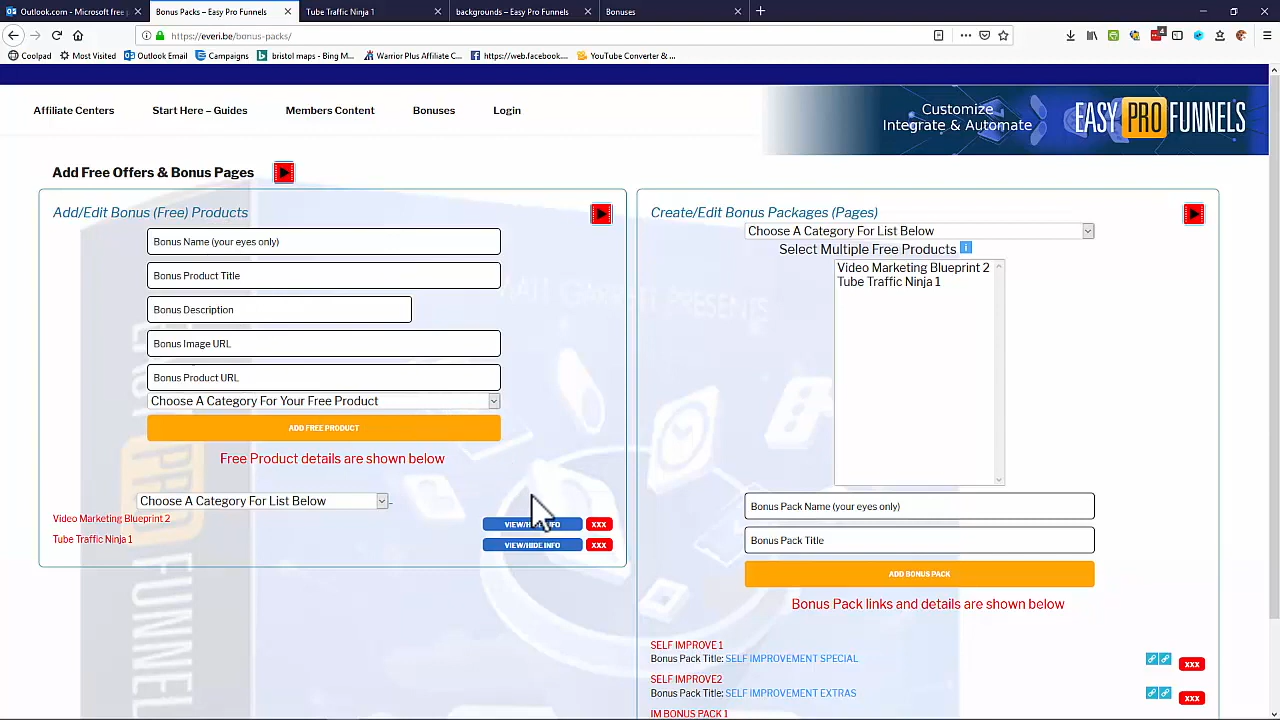 Outlook.com - Microsoft free
Bonus Packs – Easy Pro Funnels
Tube Traffic Ninja 1
backgrounds – Easy Pro Funnels
Bonuses
https://everi.be/bonus-packs/
4
Coolpad
Most Visited
Outlook Email
Campaigns
bristol maps - Bing M...
Warrior Plus Affiliate C...
https://web.facebook...
YouTube Converter & ...
Affiliate Centers
Start Here – Guides
Members Content
Bonuses
Login
Customize
Integrate & Automate
EASY PRO FUNNELS
Add Free Offers & Bonus Pages
Add/Edit Bonus (Free) Products
Bonus Name (your eyes only)
Bonus Product Title
Bonus Description
Bonus Image URL
Bonus Product URL
Choose A Category For Your Free Product
ADD FREE PRODUCT
Free Product details are shown below
Choose A Category For List Below
Video Marketing Blueprint 2
VIEW/HIDE INFO
XXX
Tube Traffic Ninja 1
VIEW/HIDE INFO
XXX
Create/Edit Bonus Packages (Pages)
Choose A Category For List Below
Select Multiple Free Products
Video Marketing Blueprint 2
Tube Traffic Ninja 1
Bonus Pack Name (your eyes only)
Bonus Pack Title
ADD BONUS PACK
Bonus Pack links and details are shown below
SELF IMPROVE 1
Bonus Pack Title: SELF IMPROVEMENT SPECIAL
XXX
SELF IMPROVE2
Bonus Pack Title: SELF IMPROVEMENT EXTRAS
XXX
IM BONUS PACK 1
PRESENTS
FUNNEL